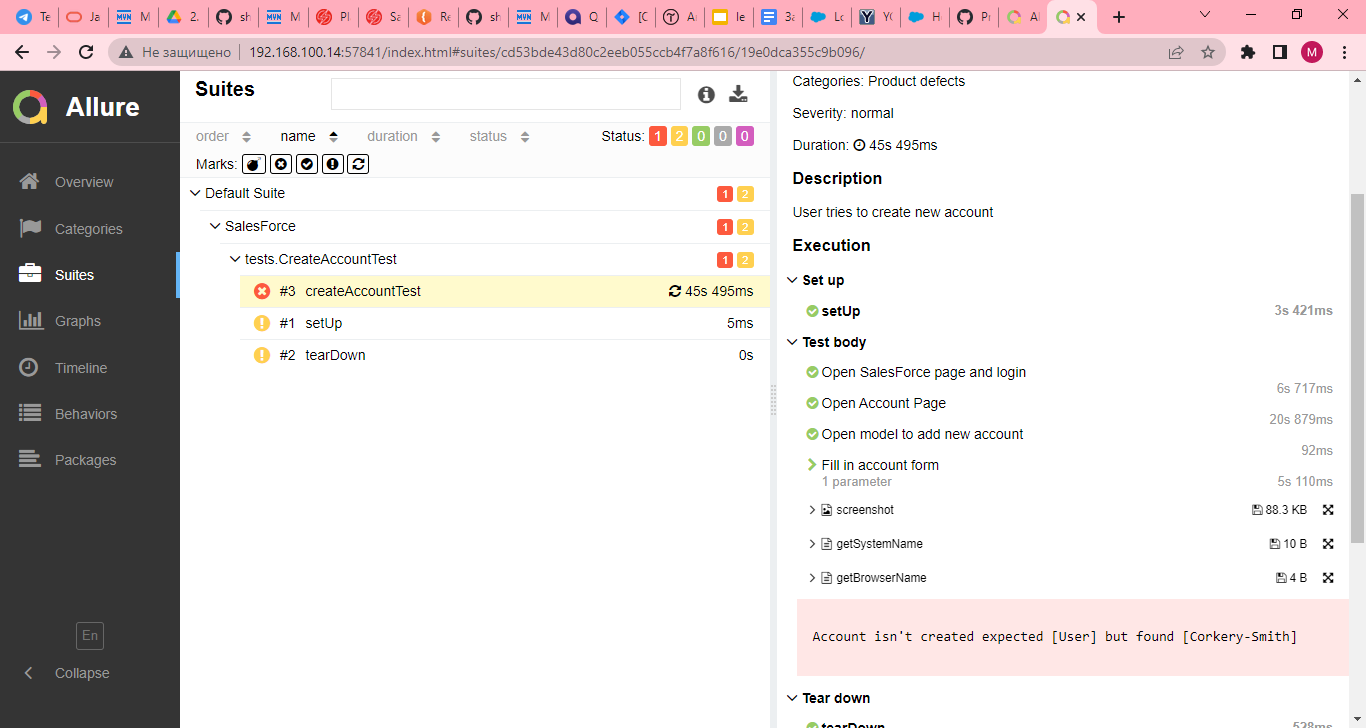 Te
Ja
M
2.
sh
M
Pl
Sa
Re
sh
M
Q
[C
A
le
За
Lo
YO
H
Pr
Al
Al
Не защищено 192.168.100.14:57841/index.html#suites/cd53bde43d80c2eeb055ccb4f7a8f616/19e0dca355c9b096/
M
Allure
Overview
Categories
Suites
Graphs
Timeline
Behaviors
Packages
En
Collapse
Suites
order name duration status Status: 1 2 0 0 0
Marks:
Default Suite 1 2
SalesForce 1 2
tests.CreateAccountTest 1 2
#3 createAccountTest 45s 495ms
#1 setUp 5ms
#2 tearDown 0s
Categories: Product defects
Severity: normal
Duration: 45s 495ms
Description
User tries to create new account
Execution
Set up
setUp 3s 421ms
Test body
Open SalesForce page and login
6s 717ms
Open Account Page
20s 879ms
Open model to add new account
92ms
Fill in account form
1 parameter 5s 110ms
screenshot 88.3 KB
getSystemName 10 B
getBrowserName 4 B
Account isn't created expected [User] but found [Corkery-Smith]
Tear down
tearDown 528ms